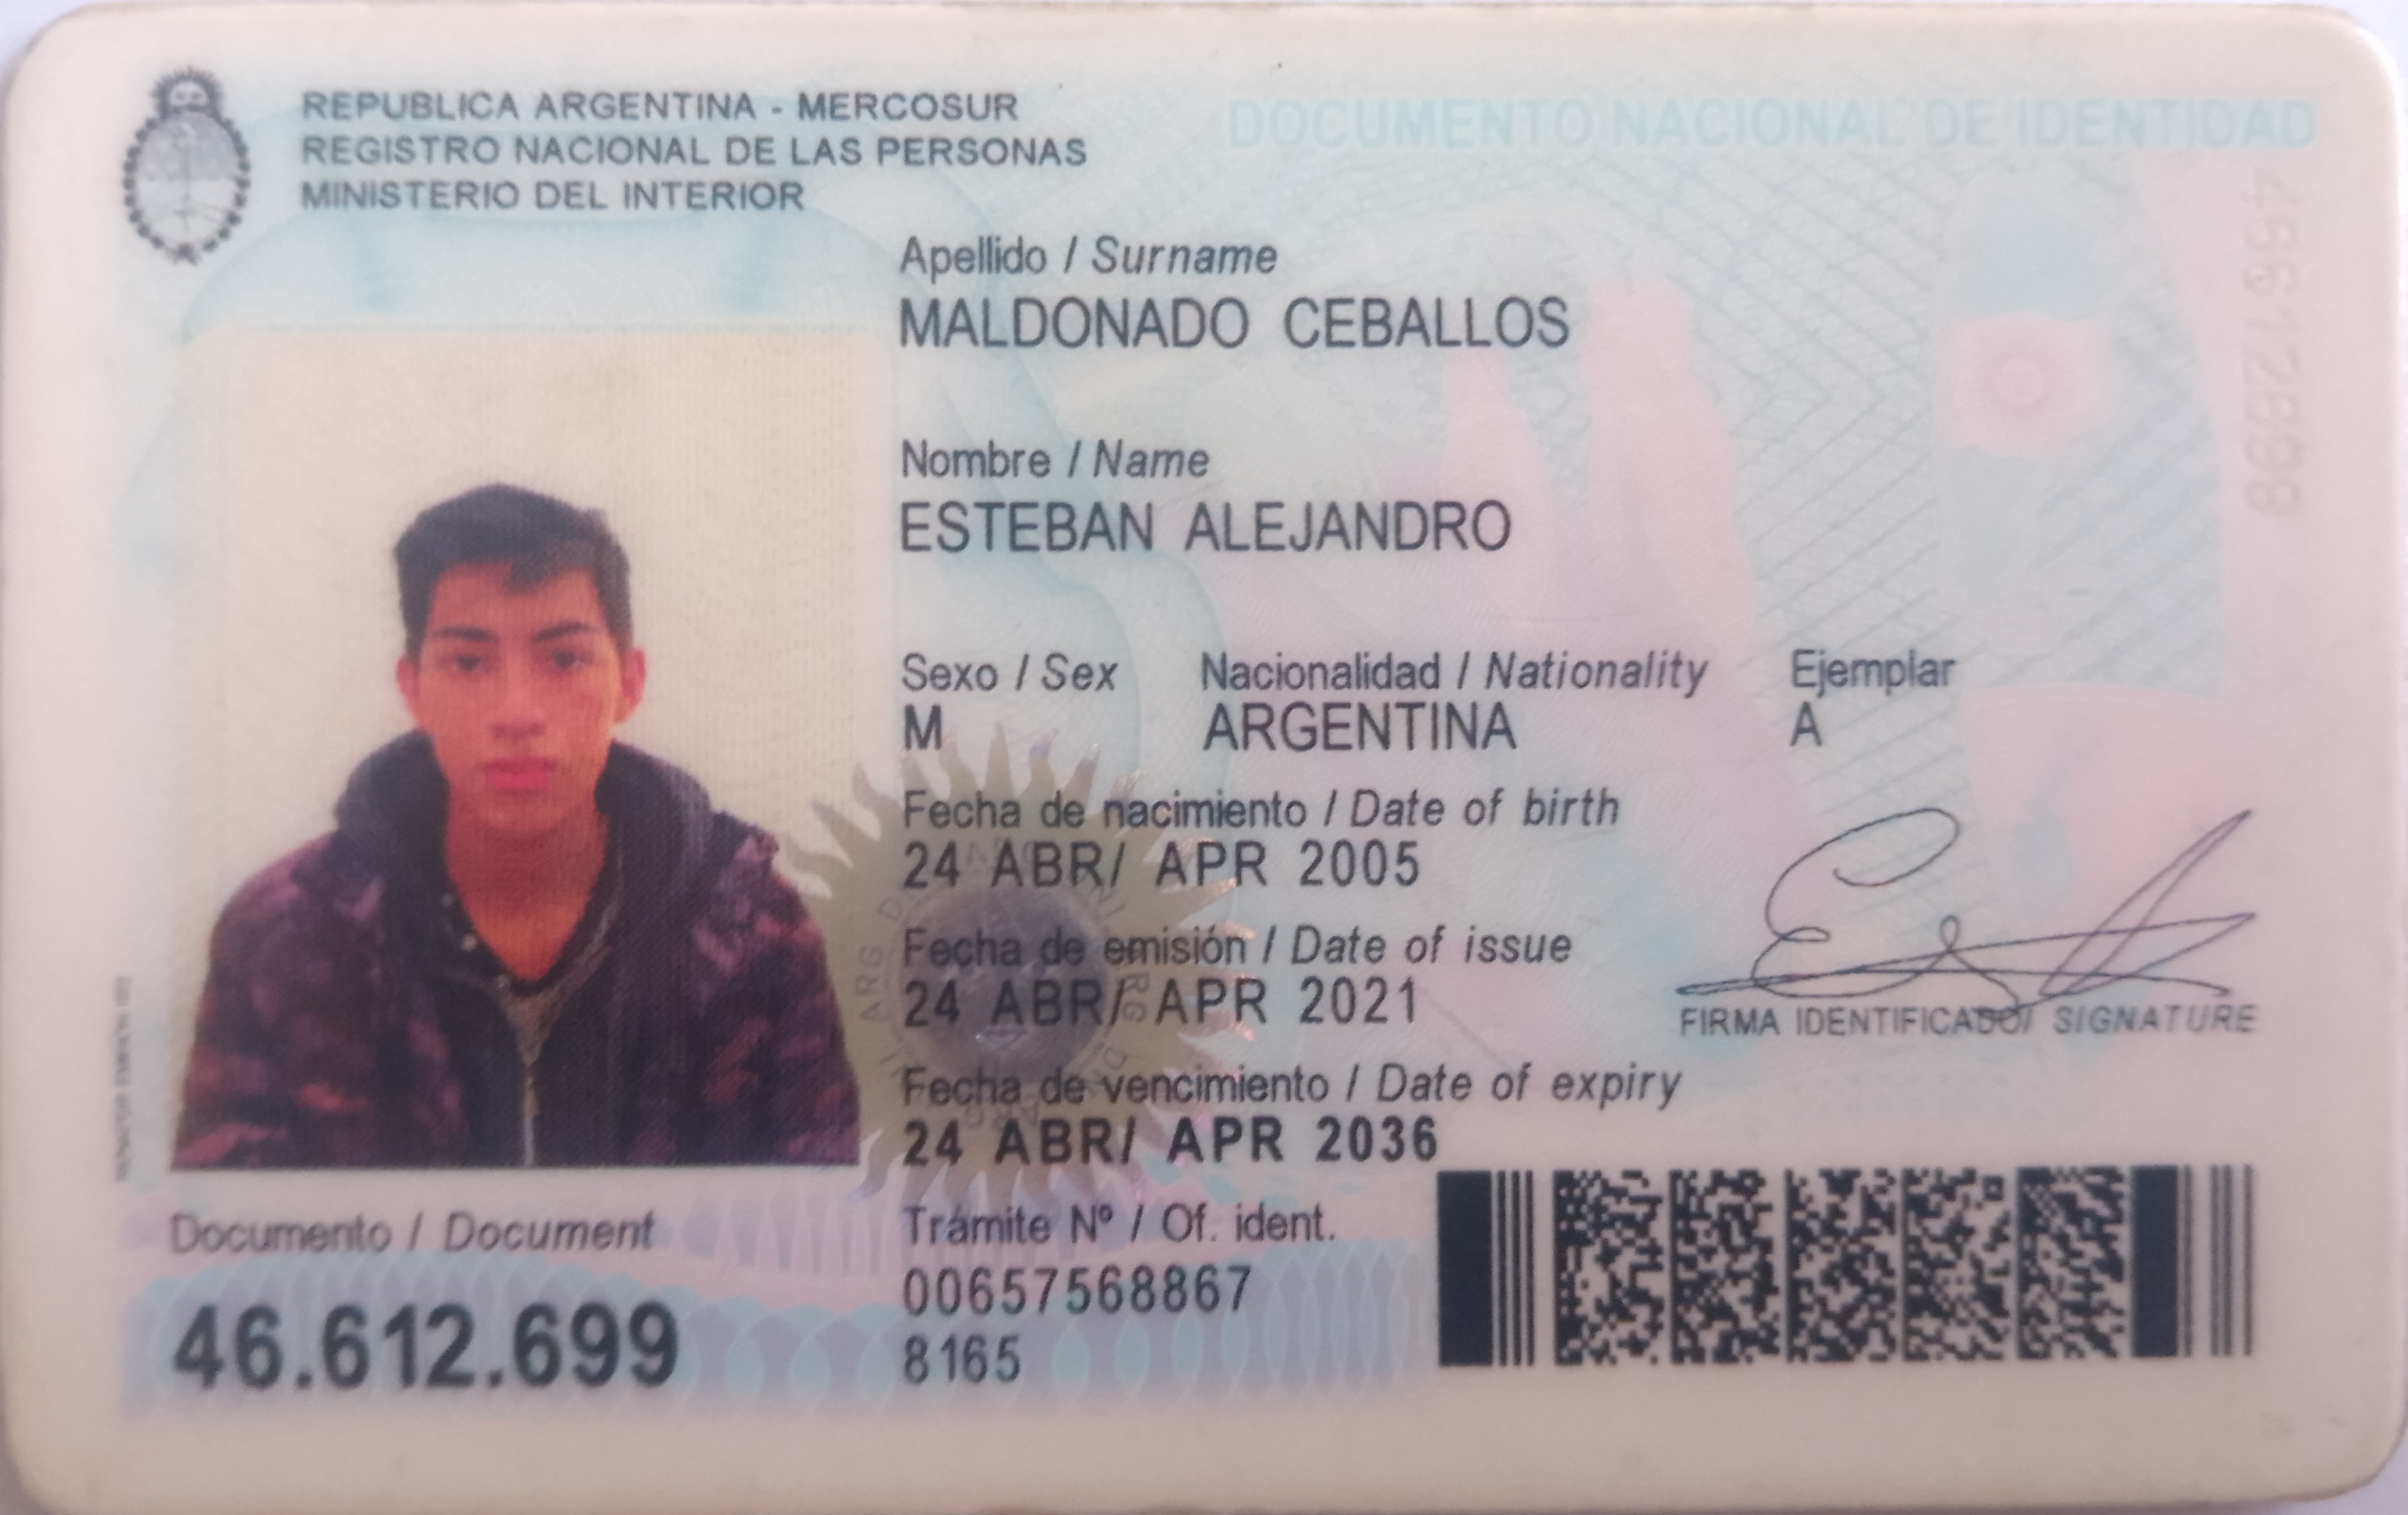 REPUBLICA ARGENTINA - MERCOSUR
REGISTRO NACIONAL DE LAS PERSONAS
MINISTERIO DEL INTERIOR
DOCUMENTO NACIONAL DE IDENTIDAD
Apellido / Surname
MALDONADO CEBALLOS
Nombre / Name
ESTEBAN ALEJANDRO
Sexo / Sex Nacionalidad / Nationality Ejemplar
M ARGENTINA A
Fecha de nacimiento / Date of birth
24 ABR/ APR 2005
Fecha de emisión / Date of issue
24 ABR/ APR 2021
FIRMA IDENTIFICADO/ SIGNATURE
Fecha de vencimiento / Date of expiry
24 ABR/ APR 2036
Documento / Document
46.612.699
Trámite Nº / Of. ident.
00657568867
8165